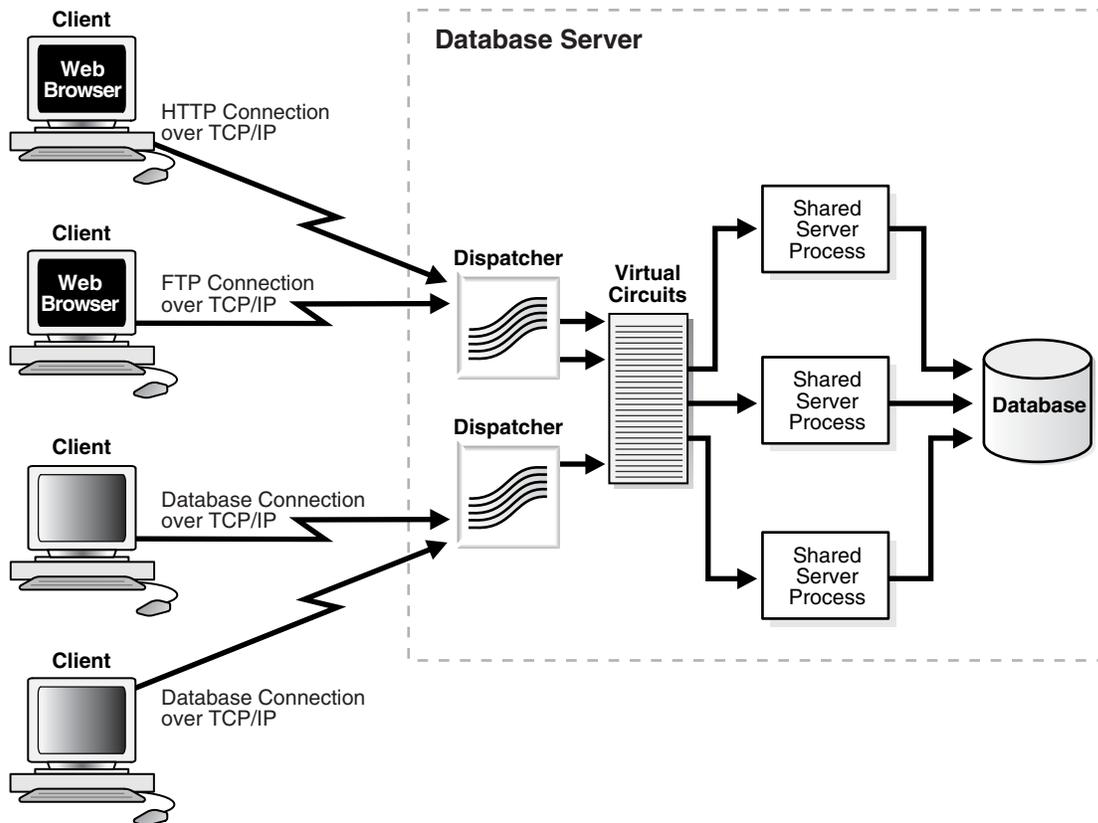 Client
Web
Browser
HTTP Connection
over TCP/IP
Client
Web
Browser
FTP Connection
over TCP/IP
Client
Database Connection
over TCP/IP
Client
Database Connection
over TCP/IP
Database Server
Dispatcher
Dispatcher
Virtual
Circuits
Shared
Server
Process
Shared
Server
Process
Shared
Server
Process
Database